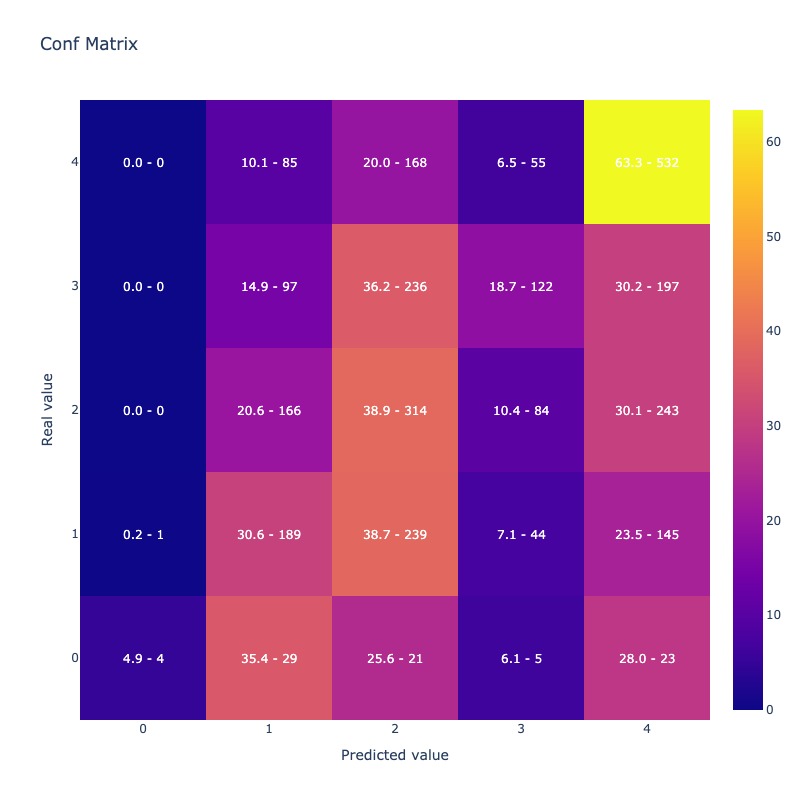 Conf Matrix
4 0.0 - 0 10.1 - 85 20.0 - 168 6.5 - 55 63.3 - 532
3 0.0 - 0 14.9 - 97 36.2 - 236 18.7 - 122 30.2 - 197
2 0.0 - 0 20.6 - 166 38.9 - 314 10.4 - 84 30.1 - 243
1 0.2 - 1 30.6 - 189 38.7 - 239 7.1 - 44 23.5 - 145
0 4.9 - 4 35.4 - 29 25.6 - 21 6.1 - 5 28.0 - 23
0 1 2 3 4
Predicted value
Real value
60
50
40
30
20
10
0